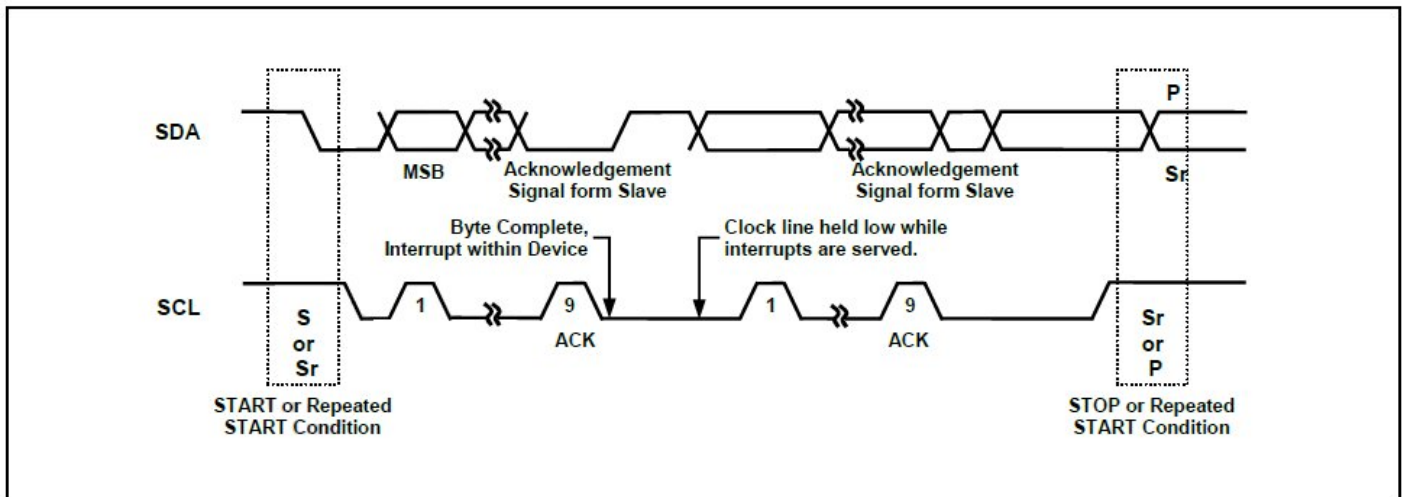 P
SDA
MSB
Acknowledgement
Signal form Slave
Acknowledgement
Signal form Slave
Sr
Byte Complete,
Interrupt within Device
Clock line held low while
interrupts are served.
SCL
S
or
Sr
1
9
ACK
1
9
ACK
Sr
or
P
START or Repeated
START Condition
STOP or Repeated
START Condition